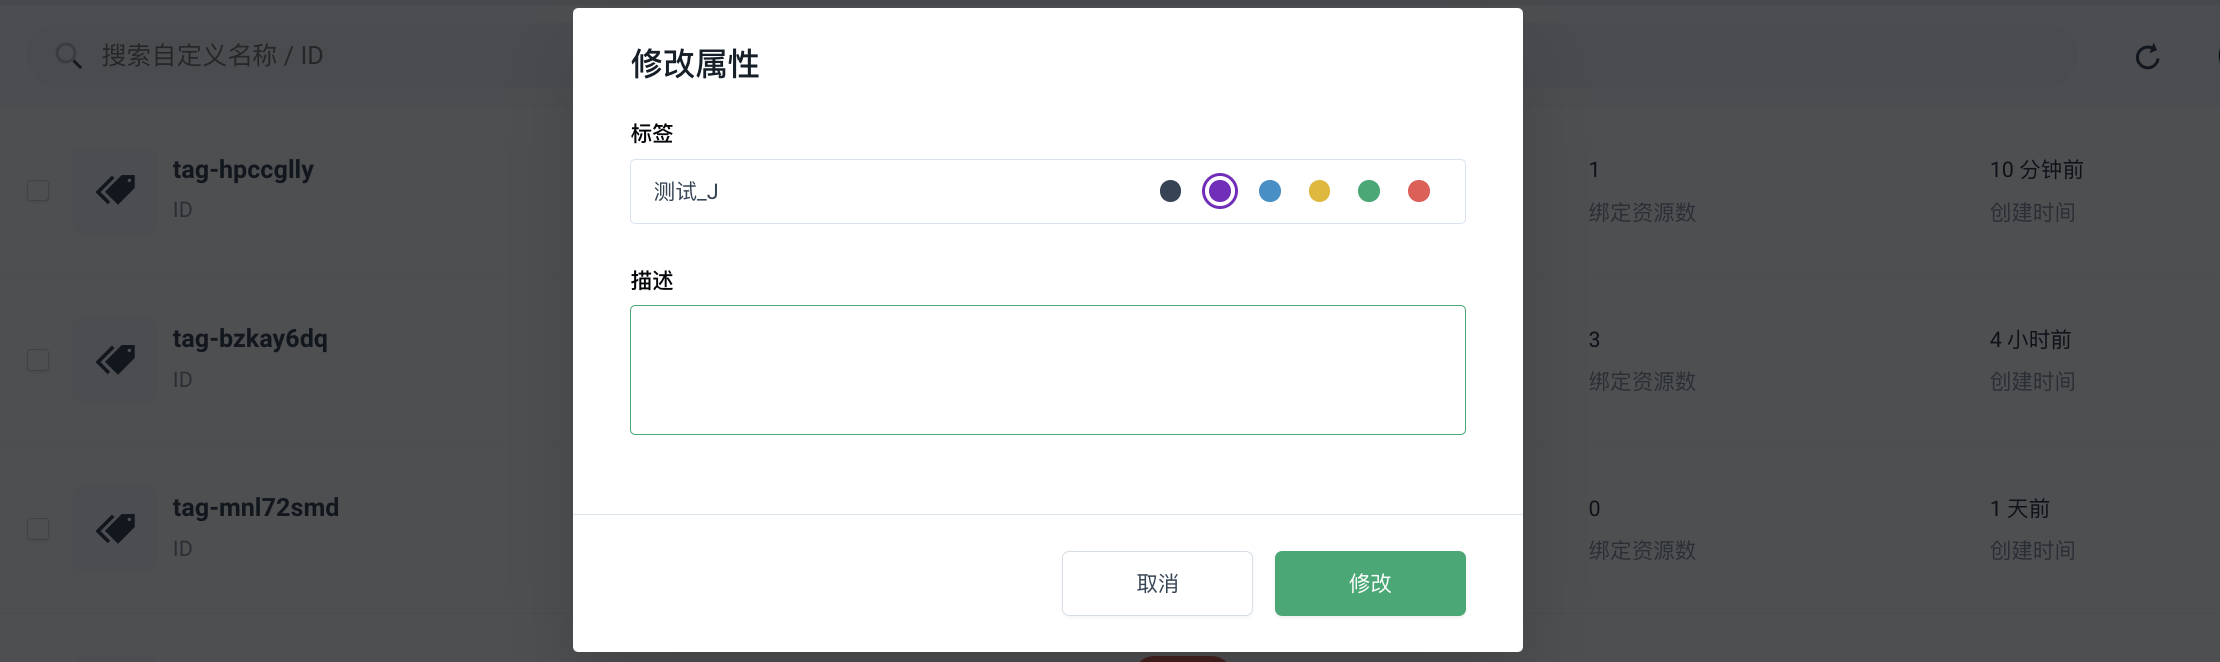 搜索自定义名称 / ID
修改属性
标签
测试_J
描述
取消
修改
tag-hpccglly
ID
1
绑定资源数
10 分钟前
创建时间
tag-bzkay6dq
ID
3
绑定资源数
4 小时前
创建时间
tag-mnl72smd
ID
0
绑定资源数
1 天前
创建时间